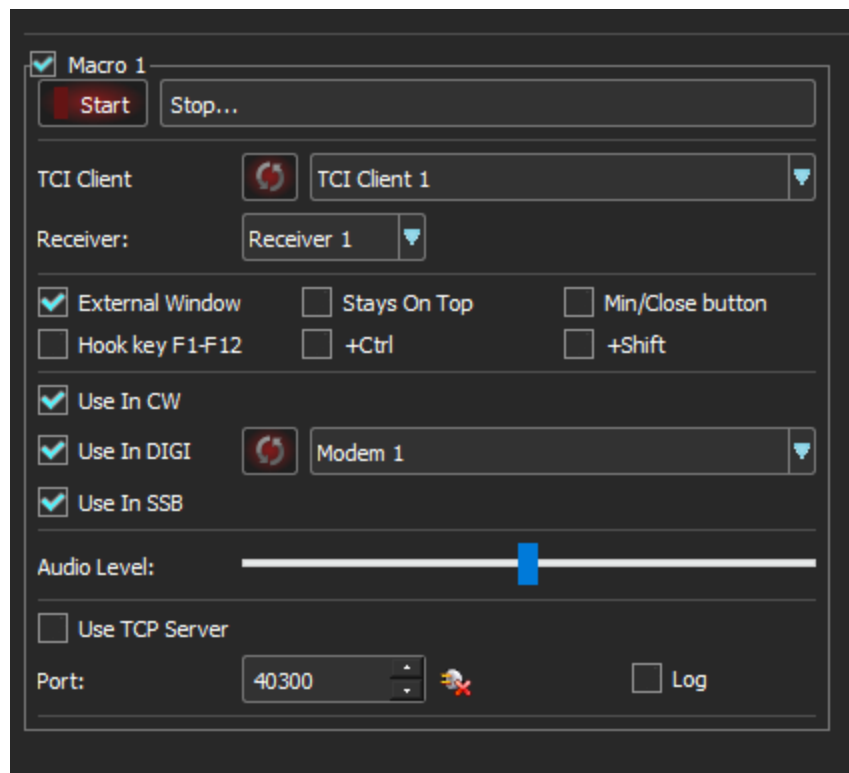 Macro 1
Start Stop...
TCI Client TCI Client 1
Receiver: Receiver 1
External Window Stays On Top Min/Close button
Hook key F1-F12 +Ctrl +Shift
Use In CW
Use In DIGI Modem 1
Use In SSB
Audio Level:
Use TCP Server
Port: 40300 Log